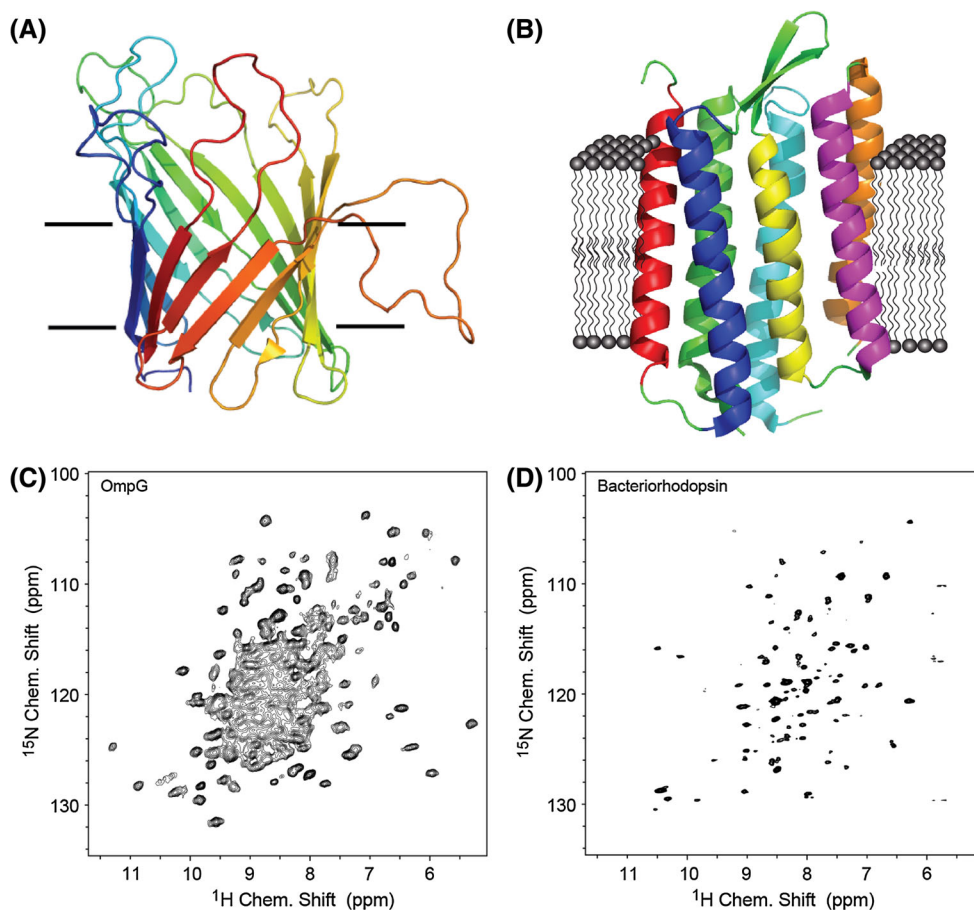 (A)
(B)
(C)
OmpG
100
110
120
130
15N Chem. Shift (ppm)
11 10 9 8 7 6
1H Chem. Shift (ppm)
(D)
Bacteriorhodopsin
100
110
120
130
15N Chem. Shift (ppm)
11 10 9 8 7 6
1H Chem. Shift (ppm)